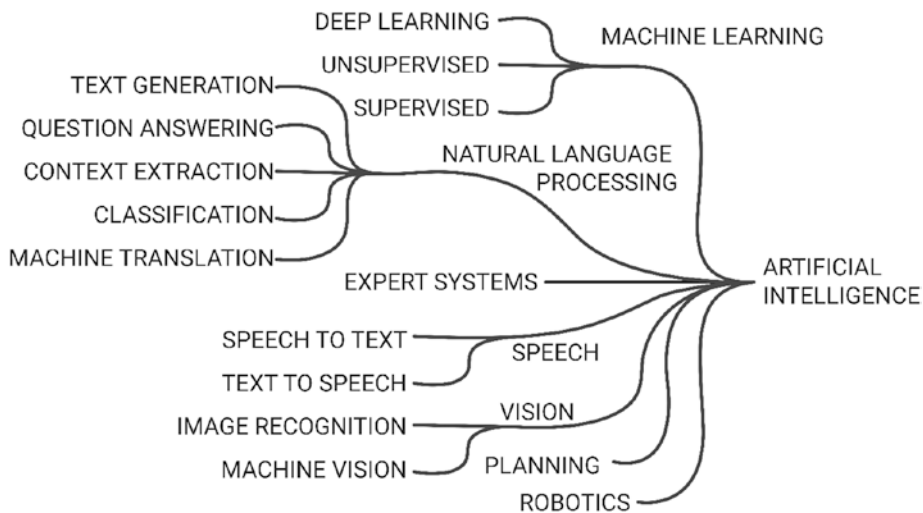 DEEP LEARNING
MACHINE LEARNING
UNSUPERVISED
SUPERVISED
TEXT GENERATION
QUESTION ANSWERING
CONTEXT EXTRACTION
CLASSIFICATION
MACHINE TRANSLATION
NATURAL LANGUAGE
PROCESSING
EXPERT SYSTEMS
ARTIFICIAL
INTELLIGENCE
SPEECH TO TEXT
SPEECH
TEXT TO SPEECH
VISION
IMAGE RECOGNITION
MACHINE VISION
PLANNING
ROBOTICS